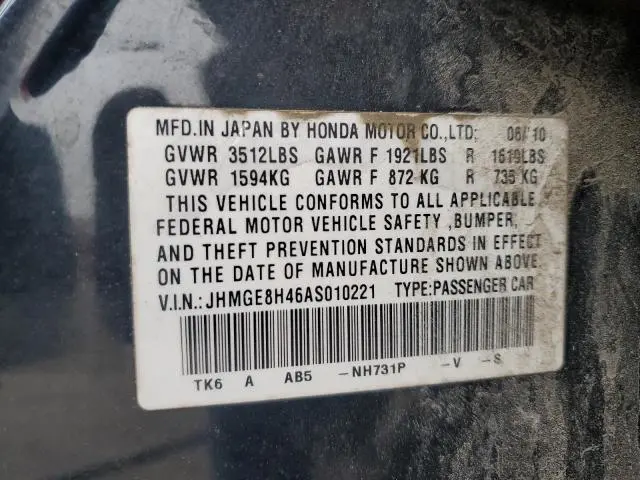 MFD.IN JAPAN BY HONDA MOTOR CO.,LTD: 06/10
GVWR 3512LBS GAWR F 1921LBS R 1619LBS
GVWR 1594KG GAWR F 872 KG R 735 KG
THIS VEHICLE CONFORMS TO ALL APPLICABLE
FEDERAL MOTOR VEHICLE SAFETY ,BUMPER,
AND THEFT PREVENTION STANDARDS IN EFFECT
ON THE DATE OF MANUFACTURE SHOWN ABOVE.
V.I.N.:JHMGE8H46AS010221 TYPE:PASSENGER CAR
TK6 A AB5 -NH731P -V -S